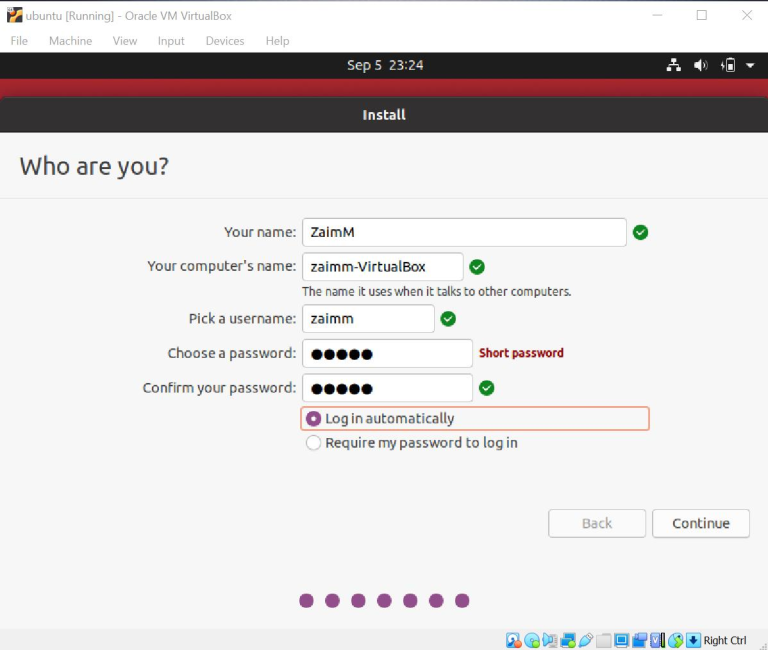 ubuntu [Running] - Oracle VM VirtualBox
File Machine View Input Devices Help
Sep 5 23:24
Install
Who are you?
Your name: ZaimM
Your computer's name: zaimm-VirtualBox
The name it uses when it talks to other computers.
Pick a username: zaimm
Choose a password: ●●●●● Short password
Confirm your password: ●●●●●
Log in automatically
Require my password to log in
Back Continue
Right Ctrl